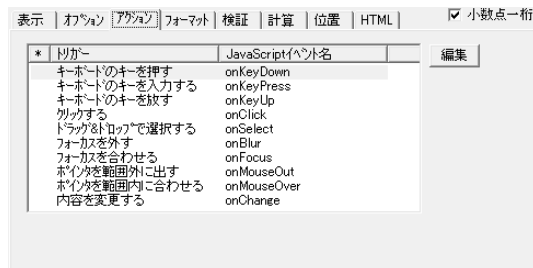 表示 ｵﾌﾟｼｮﾝ ｱｸｼｮﾝ ﾌｫｰﾏｯﾄ 検証 計算 位置 HTML 小数点一桁
* ﾄﾘｶﾞｰ JavaScriptｲﾍﾞﾝﾄ名 編集
ｷｰﾎﾞｰﾄﾞのｷｰを押す onKeyDown
ｷｰﾎﾞｰﾄﾞのｷｰを入力する onKeyPress
ｷｰﾎﾞｰﾄﾞのｷｰを放す onKeyUp
ｸﾘｯｸする onClick
ﾄﾞﾗｯｸﾞ&ﾄﾞﾛｯﾌﾟで選択する onSelect
ﾌｫｰｶｽを外す onBlur
ﾌｫｰｶｽを合わせる onFocus
ﾎﾟｲﾝﾀを範囲外に出す onMouseOut
ﾎﾟｲﾝﾀを範囲内に合わせる onMouseOver
内容を変更する onChange